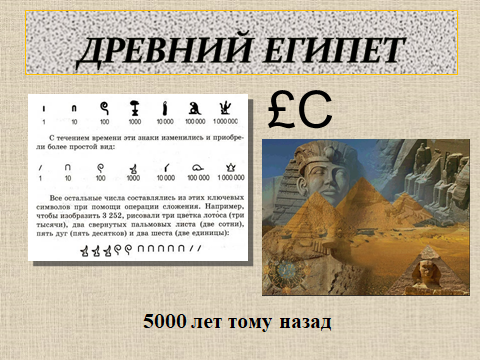 ДРЕВНИЙ ЕГИПЕТ
£C
1 10 100 1000 10 000 100 000 1 000 000
С течением времени эти знаки изменились и приобре-
ли более простой вид:
1 10 100 1000 10 000 100 000 1 000 000
Все остальные числа составлялись из этих ключевых
символов при помощи операции сложения. Например,
чтобы изобразить 3 252, рисовали три цветка лотоса (три
тысячи), два свернутых пальмовых листа (две сотни),
пять дуг (пять десятков) и два шеста (две единицы):
5000 лет тому назад